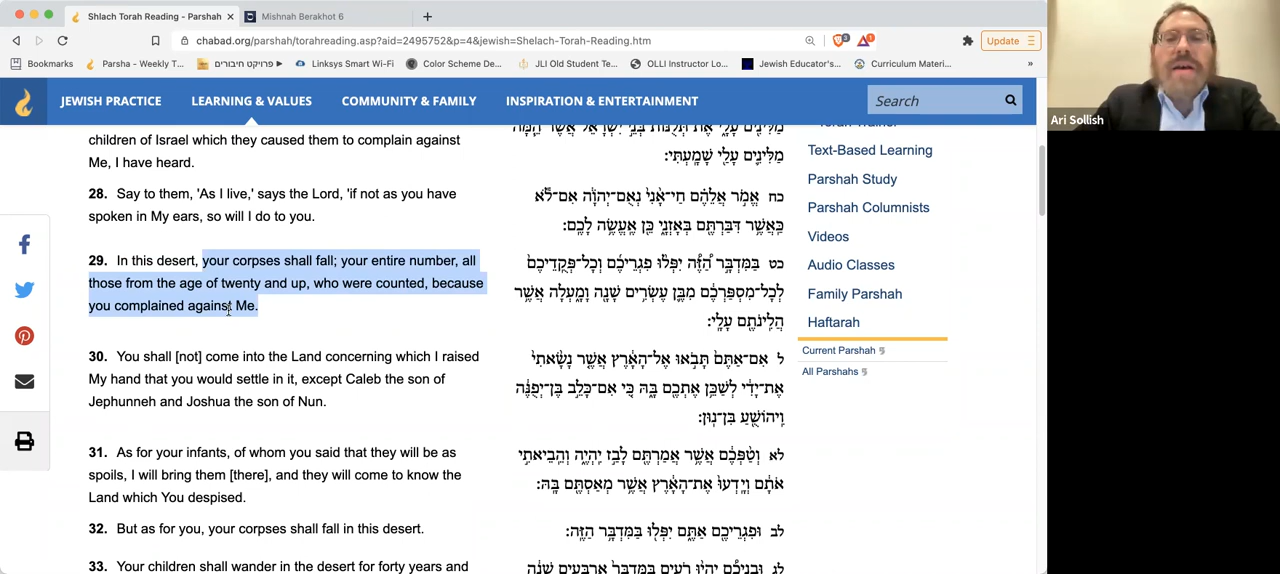 Shlach Torah Reading - Parshah
Mishnah Berakhot 6
chabad.org/parshah/torahreading.asp?aid=2495752&p=4&jewish=Shelach-Torah-Reading.htm
Update
Bookmarks
Parsha - Weekly T...
פרוייקט חיבורים
Linksys Smart Wi-Fi
Color Scheme De...
JLI Old Student Te...
OLLI Instructor Lo...
Jewish Educator's...
Curriculum Materi...
JEWISH PRACTICE
LEARNING & VALUES
COMMUNITY & FAMILY
INSPIRATION & ENTERTAINMENT
Search
Ari Sollish
children of Israel which they caused them to complain against
Me, I have heard.
28. Say to them, 'As I live,' says the Lord, 'if not as you have
spoken in My ears, so will I do to you.
29. In this desert, your corpses shall fall; your entire number, all
those from the age of twenty and up, who were counted, because
you complained against Me.
30. You shall [not] come into the Land concerning which I raised
My hand that you would settle in it, except Caleb the son of
Jephunneh and Joshua the son of Nun.
31. As for your infants, of whom you said that they will be as
spoils, I will bring them [there], and they will come to know the
Land which You despised.
32. But as for you, your corpses shall fall in this desert.
33. Your children shall wander in the desert for forty years and
מַלִּינִ֖ים עָלָ֑י אֶת־תְּלֻנּ֞וֹת בְּנֵ֣י יִשְׂרָאֵ֗ל אֲשֶׁ֨ר הֵ֧מָּה
מַלִּינִ֛ים עָלַ֖י שָׁמָֽעְתִּי:
כח אֱמֹ֣ר אֲלֵהֶ֗ם חַי־אָ֨נִי֙ נְאֻם־יְהֹוָ֔ה אִם־לֹ֕א
כַּֽאֲשֶׁ֥ר דִּבַּרְתֶּ֖ם בְּאָזְנָ֑י כֵּ֖ן אֶֽעֱשֶׂ֥ה לָכֶֽם:
כט בַּמִּדְבָּ֣ר הַ֠זֶּ֠ה יִפְּל֨וּ פִגְרֵיכֶ֜ם וְכָל־פְּקֻֽדֵיכֶם֙
לְכָל־מִסְפַּרְכֶ֔ם מִבֶּ֛ן עֶשְׂרִ֥ים שָׁנָ֖ה וָמָ֑עְלָה אֲשֶׁ֥ר
הֲלִֽינֹתֶ֖ם עָלָֽי:
ל אִם־אַתֶּם֙ תָּבֹ֣אוּ אֶל־הָאָ֔רֶץ אֲשֶׁ֤ר נָשָׂ֨אתִי֙
אֶת־יָדִ֔י לְשַׁכֵּ֥ן אֶתְכֶ֖ם בָּ֑הּ כִּ֚י אִם־כָּלֵ֣ב בֶּן־יְפֻנֶּ֔ה
וִֽיהוֹשֻׁ֖עַ בִּן־נֽוּן:
לא וְטַ֨פְּכֶ֔ם אֲשֶׁ֥ר אֲמַרְתֶּ֖ם לָבַ֣ז יִֽהְיֶ֑ה וְהֵֽבֵיאתִ֣י
אֹתָ֔ם וְיָֽדְעוּ֙ אֶת־הָאָ֔רֶץ אֲשֶׁ֥ר מְאַסְתֶּ֖ם בָּֽהּ:
לב וּפִגְרֵיכֶ֖ם אַתֶּ֑ם יִפְּל֖וּ בַּמִּדְבָּ֥ר הַזֶּֽה:
לג וּ֠בְנֵיכֶ֠ם יִֽהְי֨וּ רֹעִ֤ים בַּמִּדְבָּר֙ אַרְבָּעִ֣ים שָׁנָ֔ה
Torah Trainer
Text-Based Learning
Parshah Study
Parshah Columnists
Videos
Audio Classes
Family Parshah
Haftarah
Current Parshah
All Parshahs